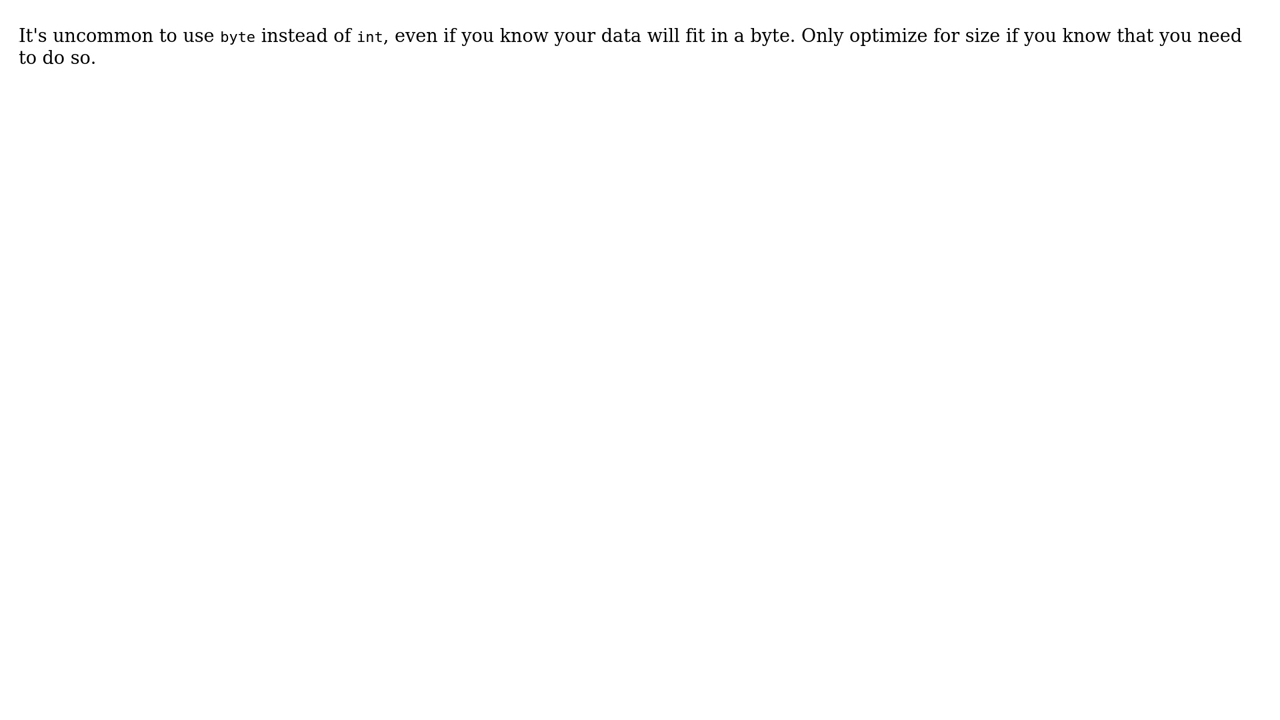 It's uncommon to use byte instead of int, even if you know your data will fit in a byte. Only optimize for size if you know that you need
to do so.